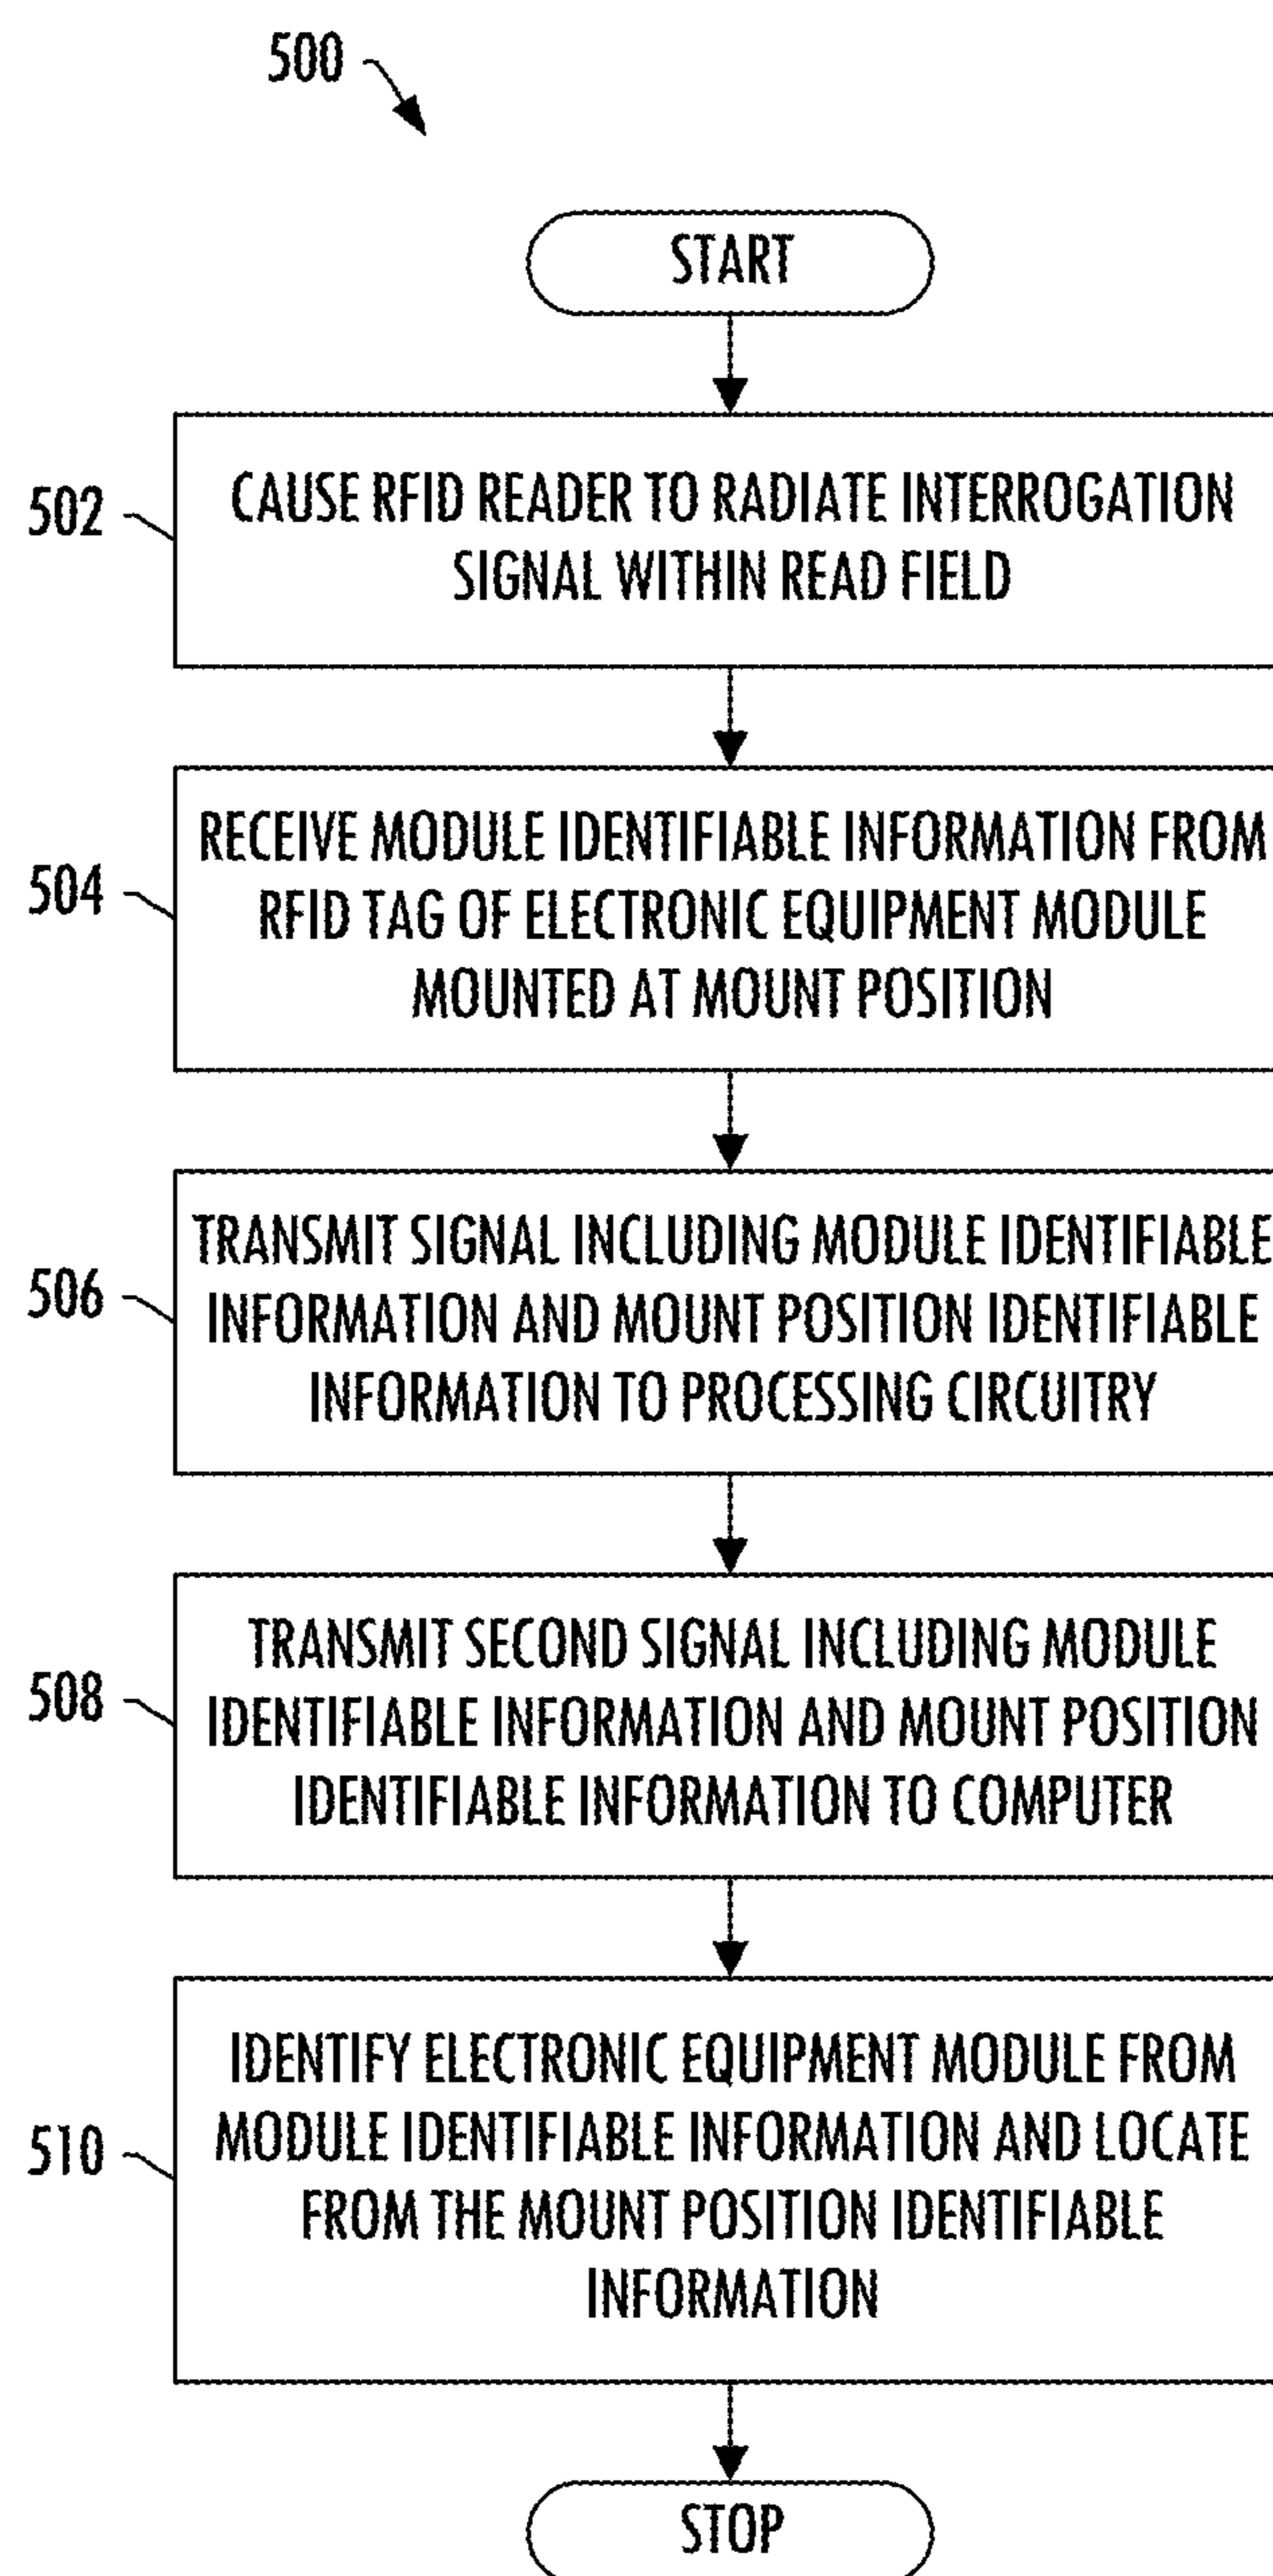 500
START
502
CAUSE RFID READER TO RADIATE INTERROGATION
SIGNAL WITHIN READ FIELD
504
RECEIVE MODULE IDENTIFIABLE INFORMATION FROM
RFID TAG OF ELECTRONIC EQUIPMENT MODULE
MOUNTED AT MOUNT POSITION
506
TRANSMIT SIGNAL INCLUDING MODULE IDENTIFIABLE
INFORMATION AND MOUNT POSITION IDENTIFIABLE
INFORMATION TO PROCESSING CIRCUITRY
508
TRANSMIT SECOND SIGNAL INCLUDING MODULE
IDENTIFIABLE INFORMATION AND MOUNT POSITION
IDENTIFIABLE INFORMATION TO COMPUTER
510
IDENTIFY ELECTRONIC EQUIPMENT MODULE FROM
MODULE IDENTIFIABLE INFORMATION AND LOCATE
FROM THE MOUNT POSITION IDENTIFIABLE
INFORMATION
STOP